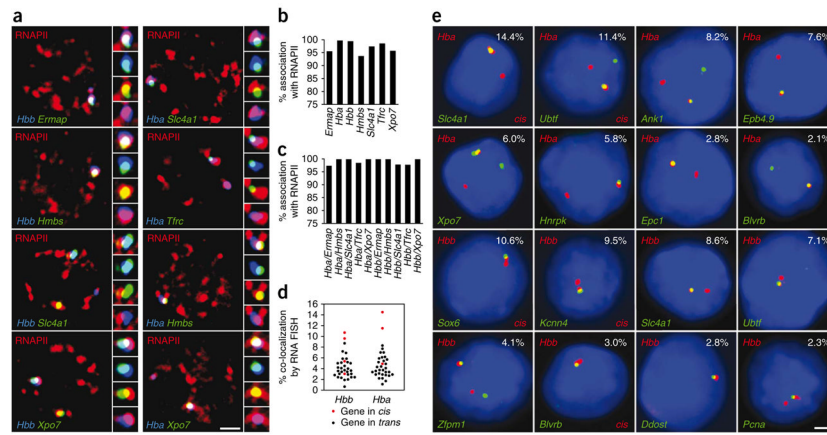 a
RNAPII
RNAPII
Hbb Ermap
Hba Slc4a1
RNAPII
Hbb Hmbs
Hba Tfrc
RNAPII
Hbb Slc4a1
Hba Hmbs
RNAPII
Hbb Xpo7
Hba Xpo7
b
% association
with RNAPII
100
95
90
85
80
75
Ermap
Hba
Hbb
Hmbs
Slc4a1
Tfrc
Xpo7
c
% association
with RNAPII
100
95
90
85
80
75
Hba/Ermap
Hba/Hmbs
Hba/Slc4a1
Hba/Tfrc
Hba/Xpo7
Hbb/Ermap
Hbb/Hmbs
Hbb/Slc4a1
Hbb/Tfrc
Hbb/Xpo7
d
% co-localization
by RNA FISH
16
14
12
10
8
6
4
2
0
Hbb Hba
Gene in cis
Gene in trans
e
Hba 14.4%
Slc4a1 cis
Hba 11.4%
Ubtf cis
Hba 8.2%
Ank1
Hba 7.6%
Epb4.9
Hba 6.0%
Xpo7
Hba 5.8%
Hnrpk
Hba 2.8%
Epc1
Hba 2.1%
Blvrb
Hbb 10.6%
Sox6 cis
Hbb 9.5%
Kcnn4 cis
Hbb 8.6%
Slc4a1
Hbb 7.1%
Ubtf
Hbb 4.1%
Zfpm1
Hbb 3.0%
Blvrb cis
Hbb 2.8%
Ddost
Hbb 2.3%
Pcna